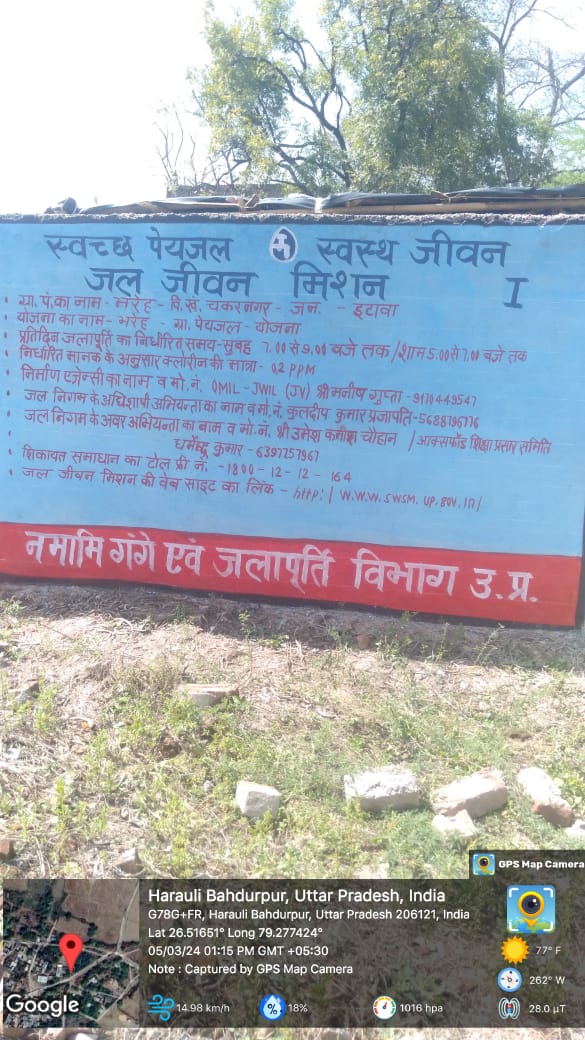 स्वच्छ पेयजल स्वस्थ जीवन
जल जीवन मिशन I
• ग्रा. पं. का नाम - भरेह - वि. खं. चकरनगर - जन. - इटावा
• योजना का नाम - भरेह - ग्रा. पेयजल - योजना
प्रतिदिन जलापूर्ति का निर्धारित समय - सुबह 7.00 से 9.00 बजे तक / शाम 5.00 से 7.00 बजे तक
• निर्धारित मानक के अनुसार क्लोरीन की मात्रा - 0.2 PPM
• निर्माण एजेन्सी का नाम व मो. नं. OMIL - JWIL (JV) श्री मनीष गुप्ता - 9170449547
• जल निगम के अधिशाषी अभियन्ता का नाम व मो. नं. कुलदीप कुमार प्रजापति - 5688796776
• जल निगम के अवर अभियन्ता का नाम व मो. नं. श्री उमेश चौहान / आक्सफोर्ड शिक्षा प्रसार समिति
धर्मेन्द्र कुमार - 6397757967
• शिकायत समाधान का टोल फ्री नं. - 1800 - 12 - 12 - 164
• जल जीवन मिशन की वेब साइट का लिंक - http:/ W.W.W. SWSM. UP. GOV. IN/
नमामि गंगे एवं जलापूर्ति विभाग उ.प्र.
GPS Map Camera
Harauli Bahdurpur, Uttar Pradesh, India
G78G+FR, Harauli Bahdurpur, Uttar Pradesh 206121, India
Lat 26.51651° Long 79.277424°
05/03/24 01:15 PM GMT +05:30
Note : Captured by GPS Map Camera
Google
14.98 km/h
18%
1016 hpa
77° F
262° W
28.0 µT